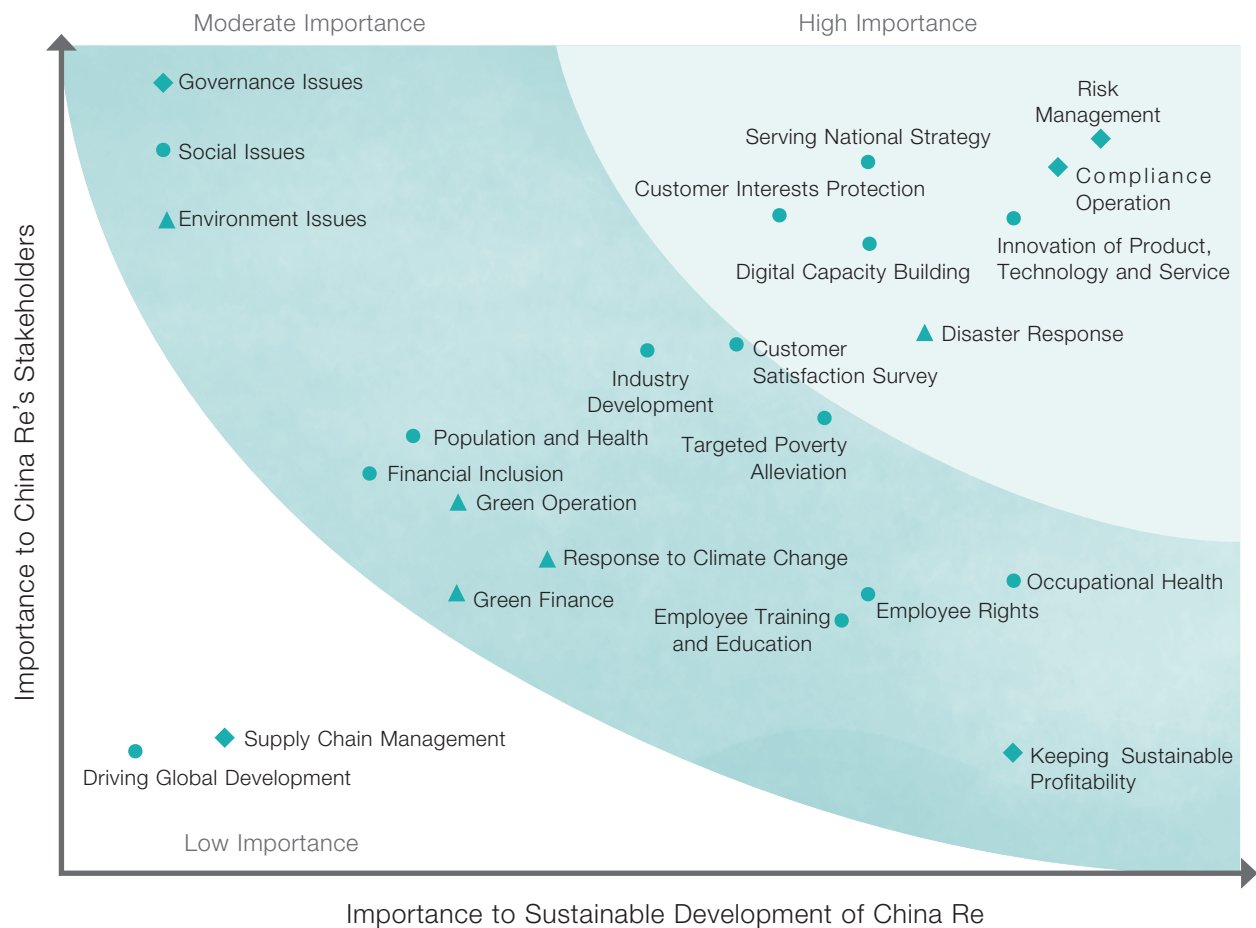 Moderate Importance
High Importance
Governance Issues
Social Issues
Environment Issues
Risk
Management
Serving National Strategy
Compliance
Operation
Customer Interests Protection
Innovation of Product,
Technology and Service
Digital Capacity Building
Disaster Response
Customer
Satisfaction Survey
Industry
Development
Targeted Poverty
Alleviation
Population and Health
Financial Inclusion
Green Operation
Response to Climate Change
Green Finance
Occupational Health
Employee Rights
Employee Training
and Education
Supply Chain Management
Driving Global Development
Keeping Sustainable
Profitability
Low Importance
Importance to China Re's Stakeholders
Importance to Sustainable Development of China Re